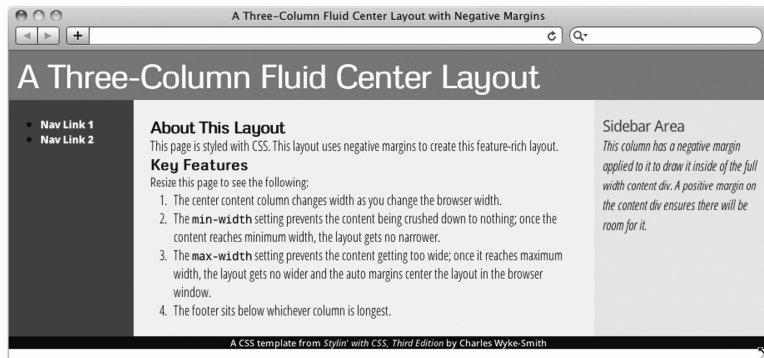 A Three-Column Fluid Center Layout with Negative Margins
A Three-Column Fluid Center Layout
Nav Link 1
Nav Link 2
About This Layout
This page is styled with CSS. This layout uses negative margins to create this feature-rich layout.
Key Features
Resize this page to see the following:
1. The center content column changes width as you change the browser width.
2. The min-width setting prevents the content being crushed down to nothing; once the
content reaches minimum width, the layout gets no narrower.
3. The max-width setting prevents the content getting too wide; once it reaches maximum
width, the layout gets no wider and the auto margins center the layout in the browser
window.
4. The footer sits below whichever column is longest.
Sidebar Area
This column has a negative margin
applied to it to draw it inside of the full
width content div. A positive margin on
the content div ensures there will be
room for it.
A CSS template from Stylin' with CSS, Third Edition by Charles Wyke-Smith